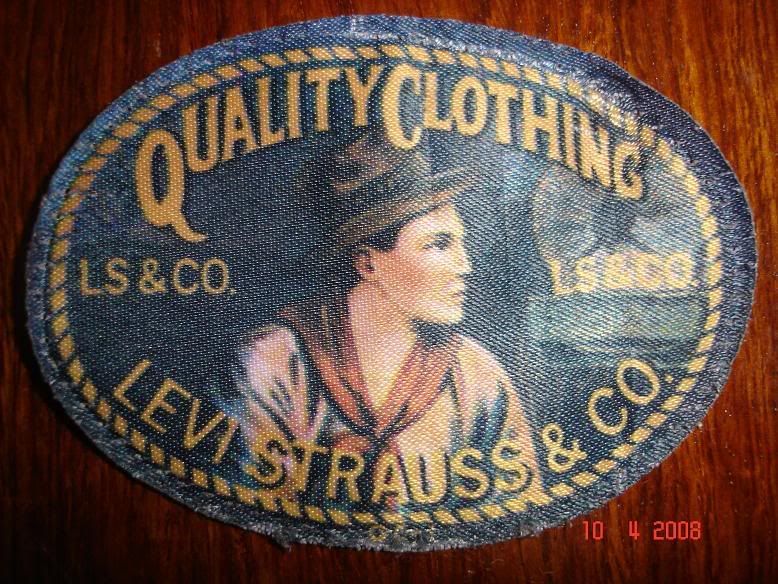 QUALITY CLOTHING
LS & CO.
LS & CO.
LEVI STRAUSS & CO.
10 4 2008